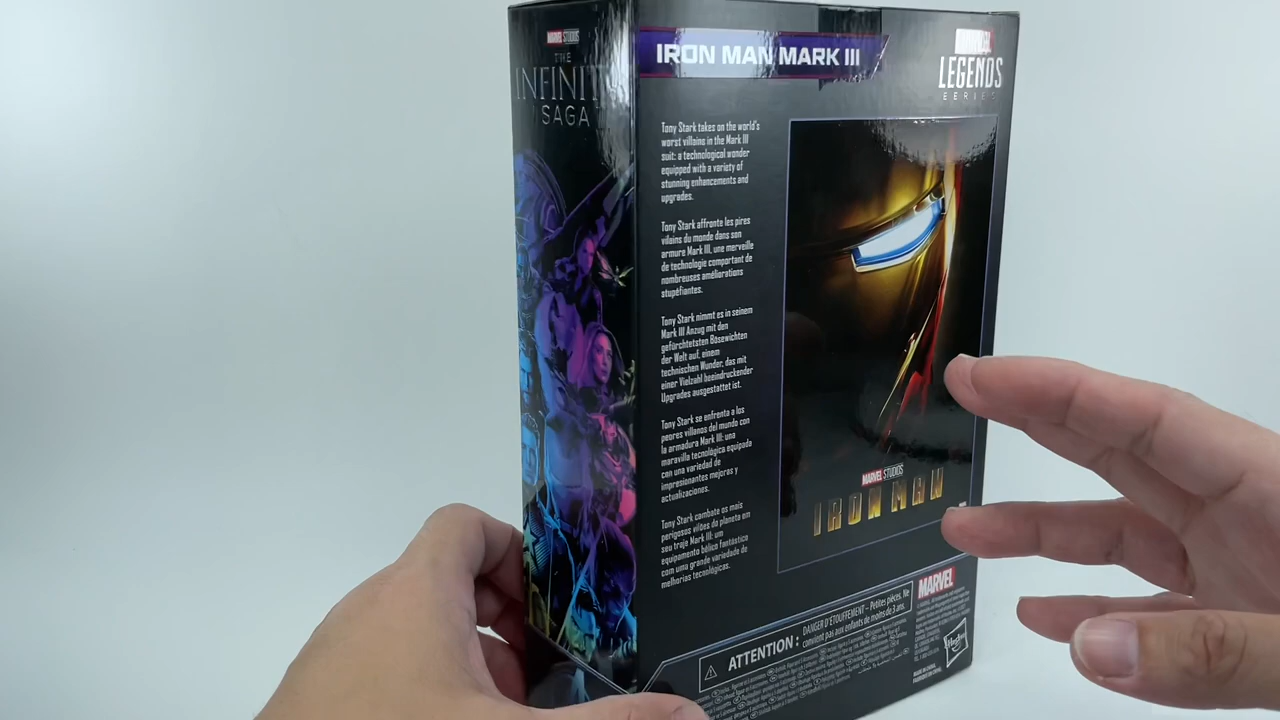 MARVEL STUDIOS
THE
INFINIT
SAGA
IRON MAN MARK III
MARVEL
LEGENDS
SERIES
Tony Stark takes on the world's
worst villains in the Mark III
suit: a technological wonder
equipped with a variety of
stunning enhancements and
upgrades.
Tony Stark affronte les pires
vilains du monde dans son
armure Mark III, une merveille
de technologie comportant de
nombreuses améliorations
stupéfiantes.
Tony Stark nimmt es in seinem
Mark III Anzug mit den
gefürchtetsten Bösewichten
der Welt auf, einem
technischen Wunder, das mit
einer Vielzahl beeindruckender
Upgrades ausgestattet ist.
Tony Stark se enfrenta a los
peores villanos del mundo con
la armadura Mark III: una
maravilla tecnológica equipada
con una variedad de
impresionantes mejoras y
actualizaciones.
Tony Stark combate os mais
perigosos vilões do planeta em
seu traje Mark III: um
equipamento bélico fantástico
com uma grande variedade de
melhorias tecnológicas.
MARVEL STUDIOS
IRON MAN
ATTENTION :
DANGER D'ÉTOUFFEMENT – Petites pièces. Ne
convient pas aux enfants de moins de 3 ans.
MARVEL
Hasbro
MADE IN CHINA.
FABRIQUÉ EN CHINE.